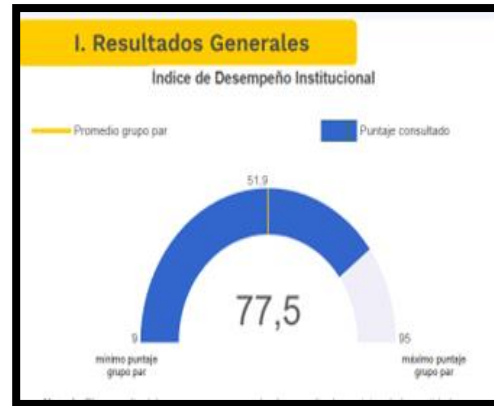 I. Resultados Generales
Índice de Desempeño Institucional
Promedio grupo par
Puntaje consultado
51.9
77,5
9
95
mínimo puntaje
grupo par
máximo puntaje
grupo par